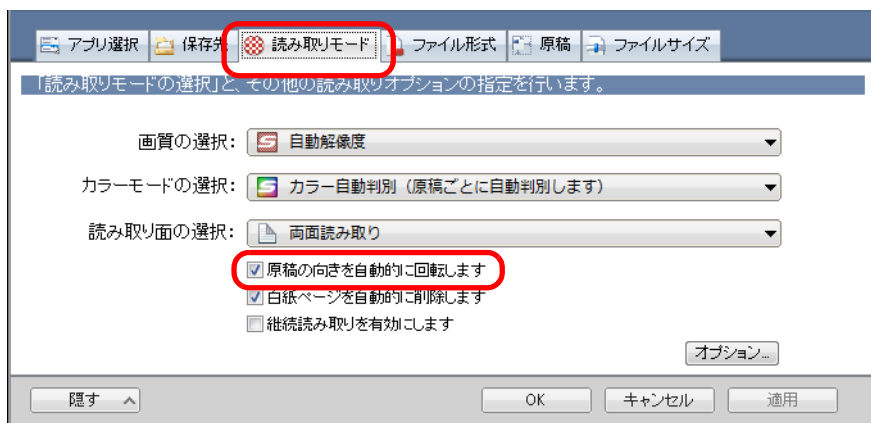 アプリ選択 保存先 読み取りモード ファイル形式 原稿 ファイルサイズ
「読み取りモードの選択」と、その他の読み取りオプションの指定を行います。
画質の選択: 自動解像度
カラーモードの選択: カラー自動判別（原稿ごとに自動判別します）
読み取り面の選択: 両面読み取り
原稿の向きを自動的に回転します
白紙ページを自動的に削除します
継続読み取りを有効にします
オプション...
隠す OK キャンセル 適用